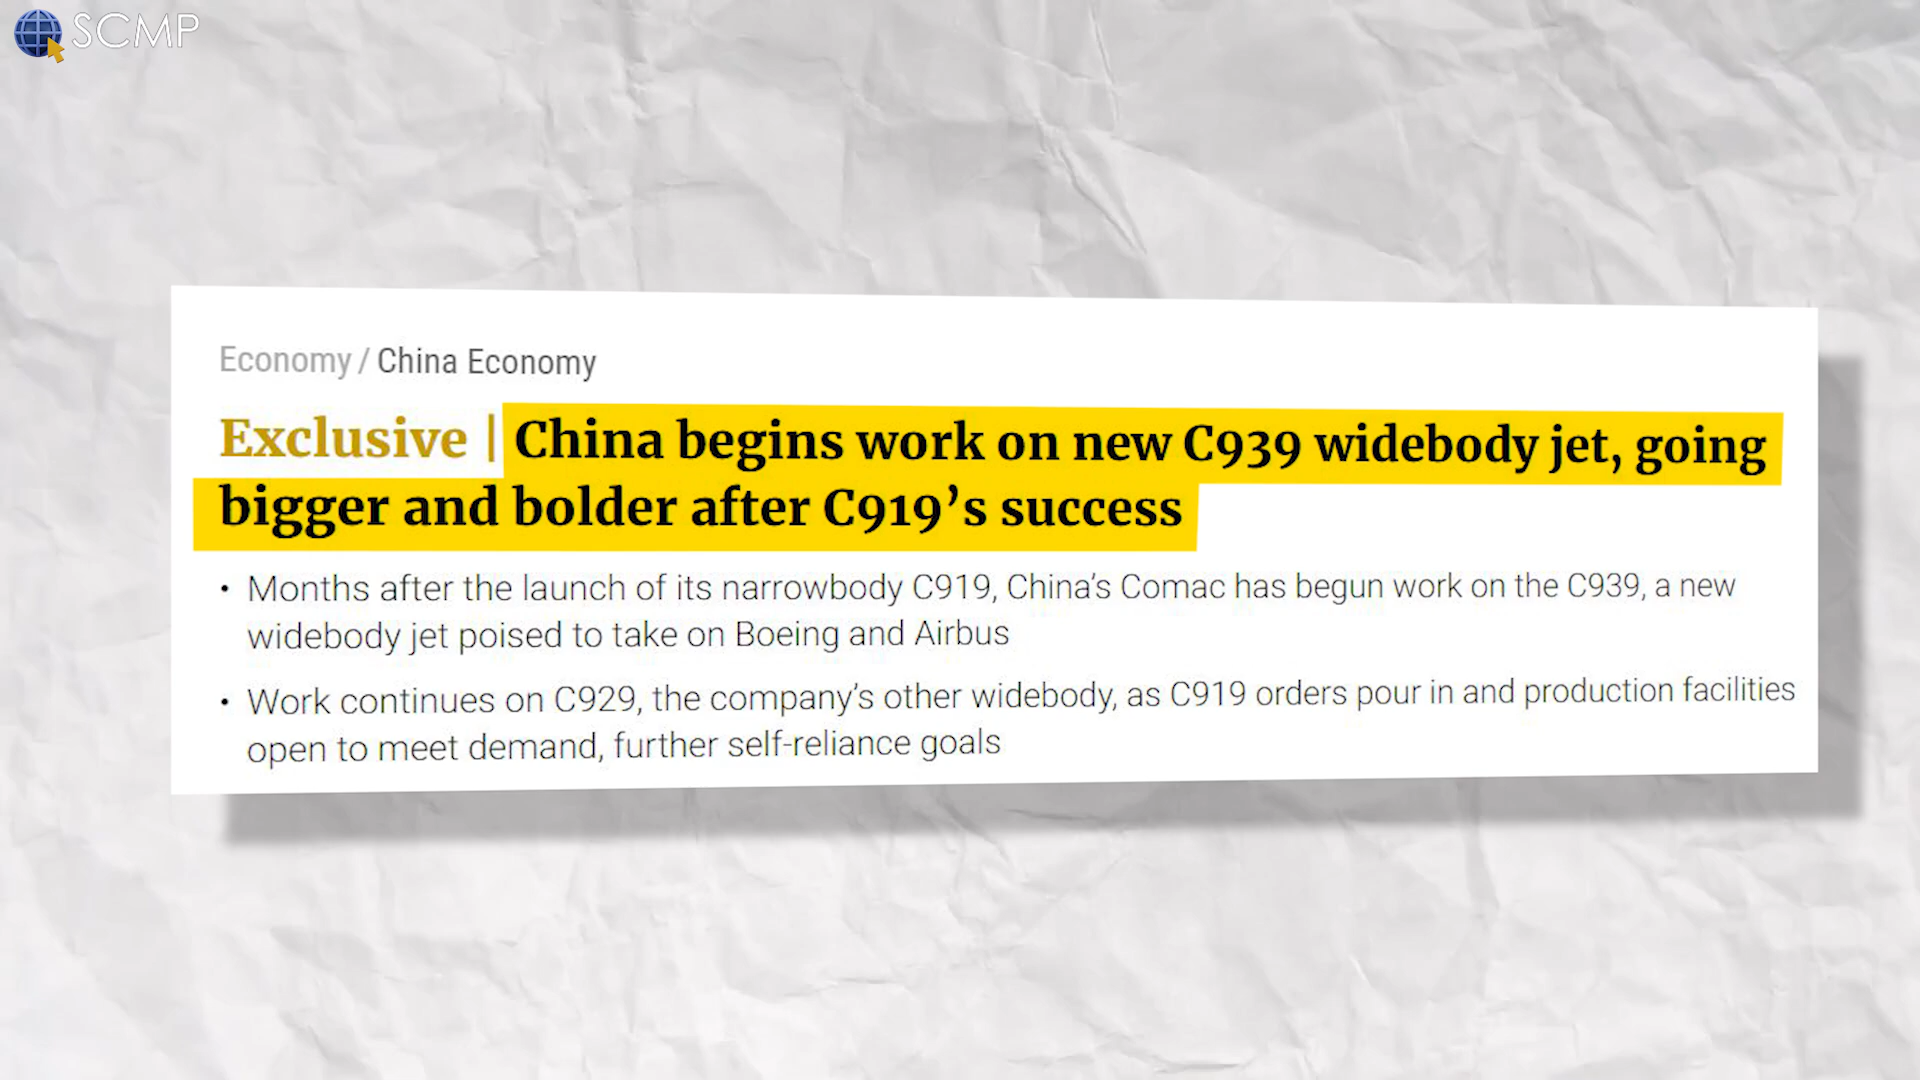 SCMP
Economy / China Economy
Exclusive | China begins work on new C939 widebody jet, going
bigger and bolder after C919’s success
• Months after the launch of its narrowbody C919, China’s Comac has begun work on the C939, a new
widebody jet poised to take on Boeing and Airbus
• Work continues on C929, the company’s other widebody, as C919 orders pour in and production facilities
open to meet demand, further self-reliance goals